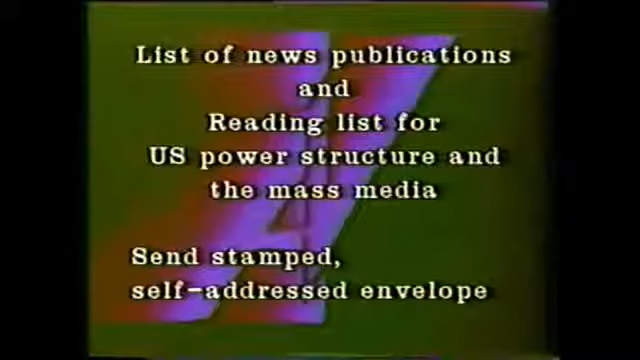 List of news publications
and
Reading list for
US power structure and
the mass media
Send stamped,
self-addressed envelope